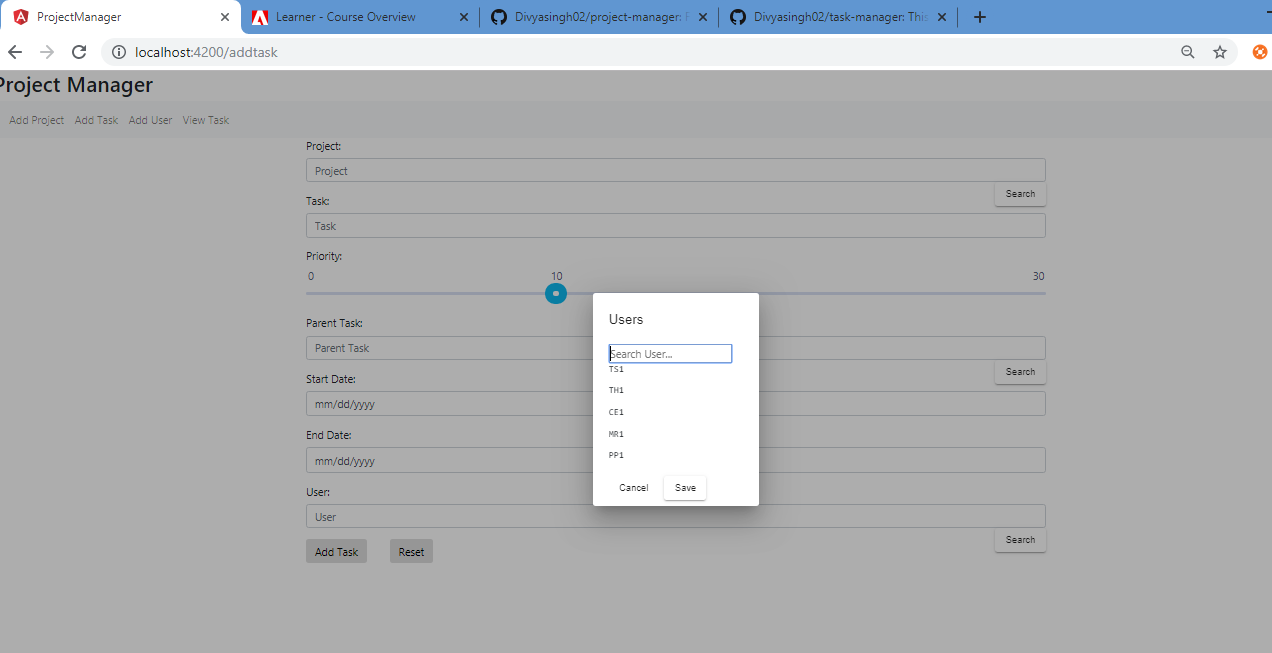 ProjectManager
Learner - Course Overview
Divyasingh02/project-manager:
Divyasingh02/task-manager: This
localhost:4200/addtask
Project Manager
Add Project Add Task Add User View Task
Project:
Project
Search
Task:
Task
Priority:
0 10 30
Parent Task:
Parent Task
Search
Start Date:
mm/dd/yyyy
End Date:
mm/dd/yyyy
User:
User
Search
Add Task Reset
Users
Search User...
TS1
TH1
CE1
MR1
PP1
Cancel Save